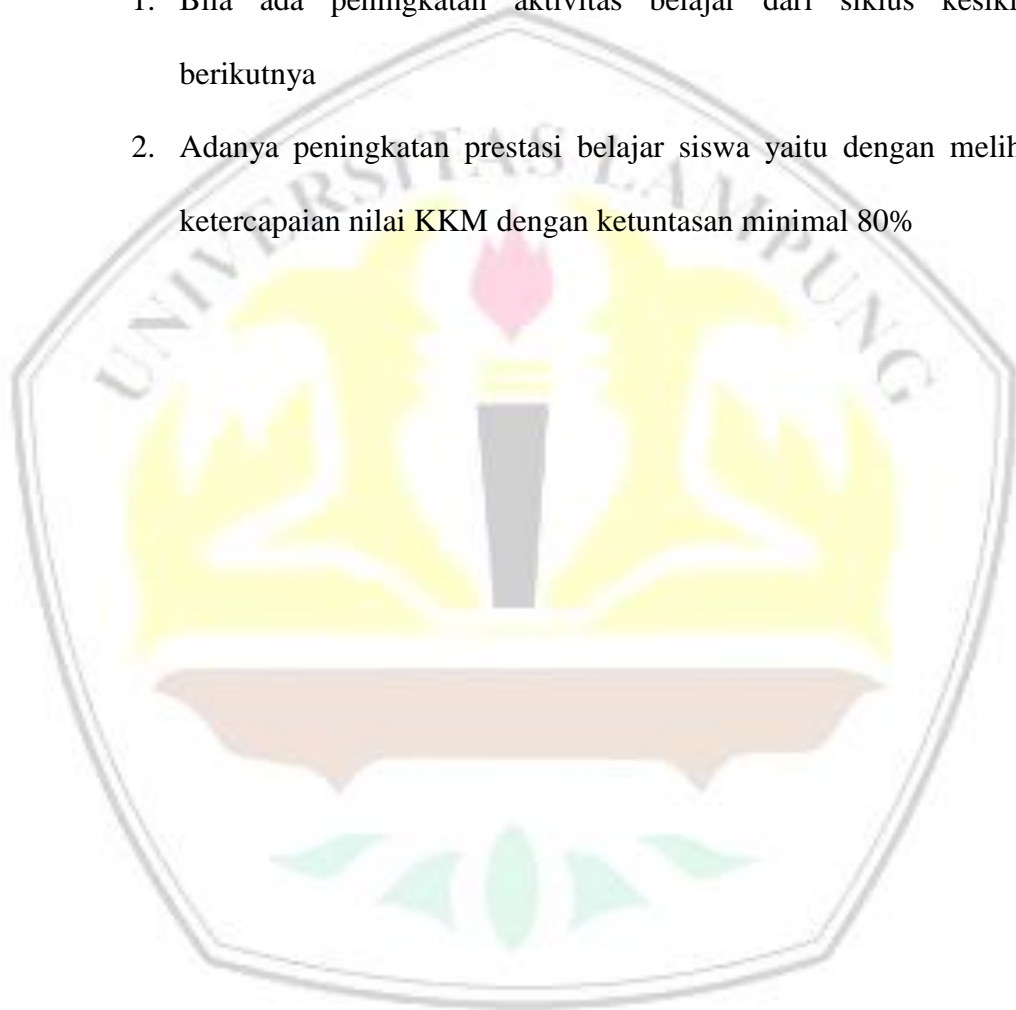 1. Bila ada peningkatan aktivitas belajar dari siklus
berikutnya
2. Adanya peningkatan prestasi belajar siswa yaitu dengan
ketercapaian nilai KKM dengan ketuntasan minimal 80%
UNIVERSITAS LAMPUNG